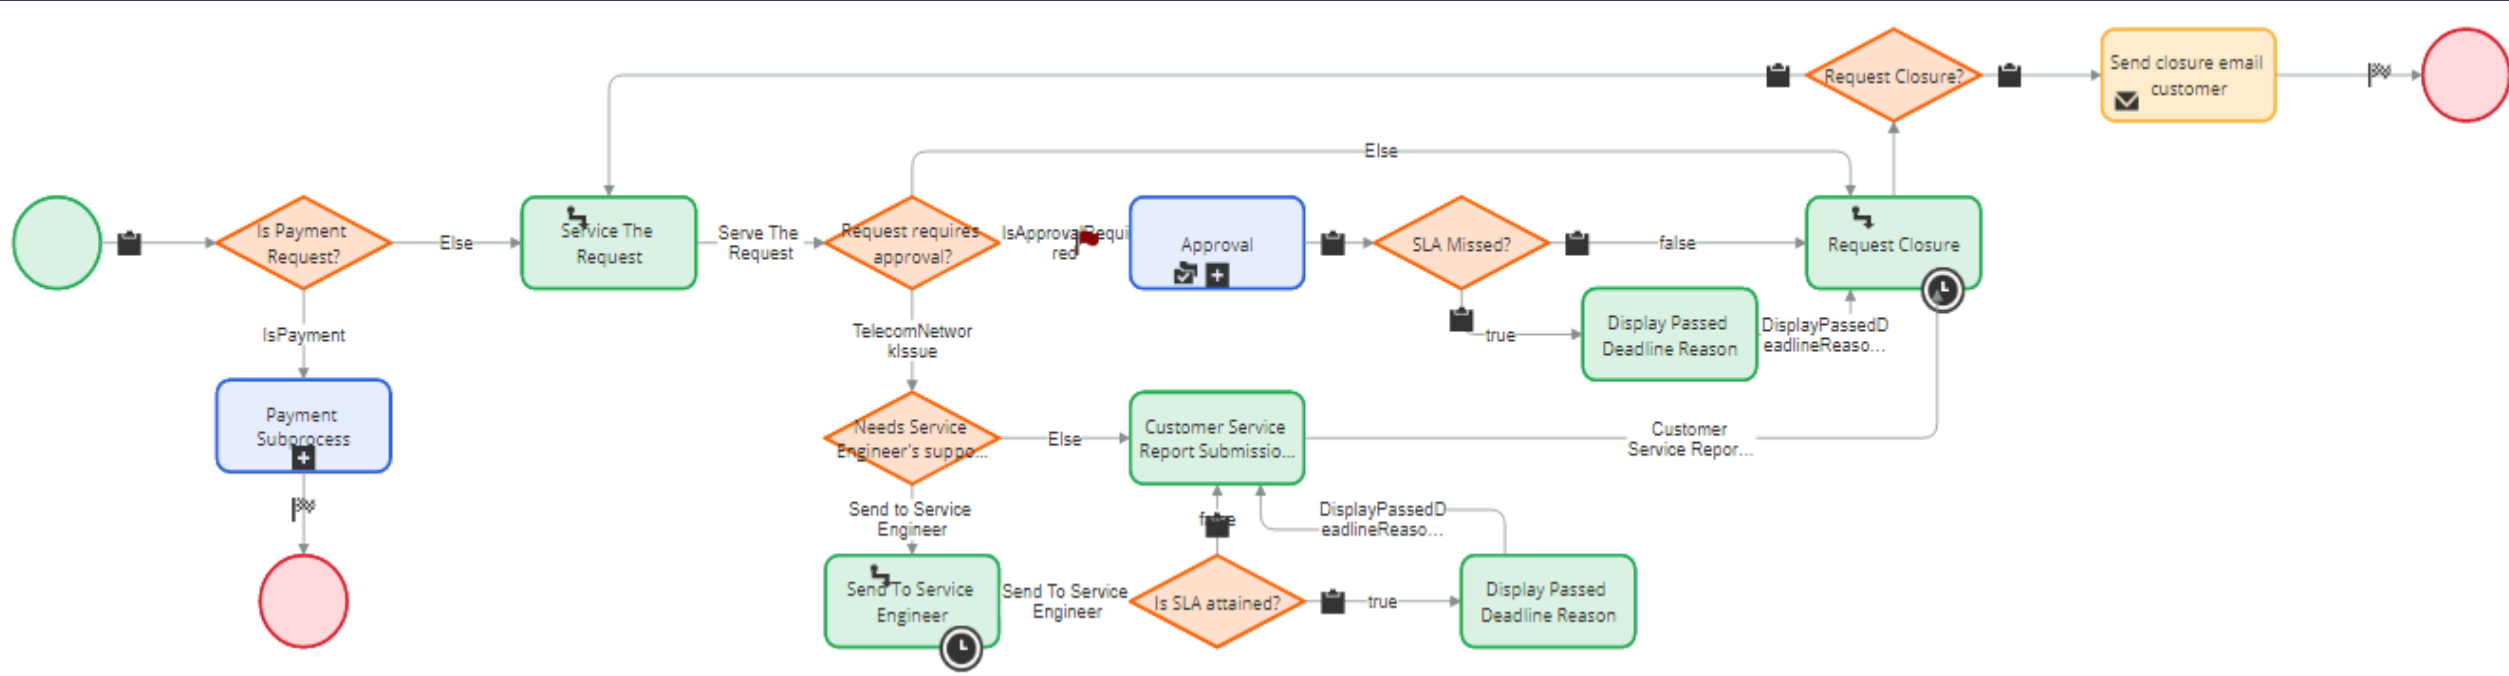 Request Closure?
Send closure email
customer
Else
Is Payment
Request?
Else
Service The
Request
Serve The
Request
Request requires
approval?
IsApprovalRequi
red
Approval
SLA Missed?
false
Request Closure
IsPayment
TelecomNetwor
kIssue
true
Display Passed
Deadline Reason
DisplayPassedD
eadlineReaso...
Payment
Subprocess
Needs Service
Engineer's suppo...
Else
Customer Service
Report Submissio...
Customer
Service Repor...
Send to Service
Engineer
false
DisplayPassedD
eadlineReaso...
Send To Service
Engineer
Send To Service
Engineer
Is SLA attained?
true
Display Passed
Deadline Reason